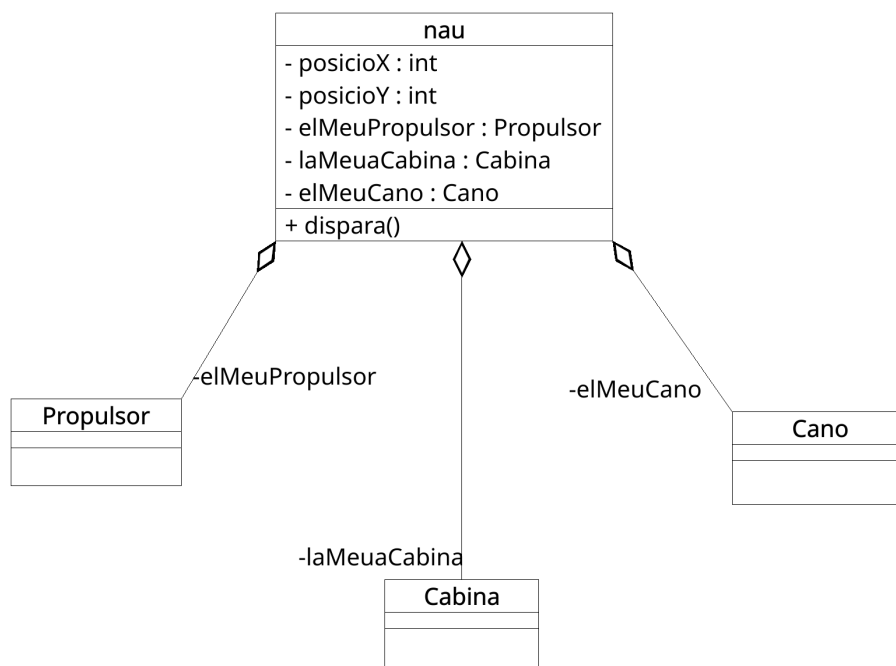 nau
- posicioX : int
- posicioY : int
- elMeuPropulsor : Propulsor
- laMeuaCabina : Cabina
- elMeuCano : Cano
+ dispara()
-elMeuPropulsor
-elMeuCano
Propulsor
Cano
-laMeuaCabina
Cabina